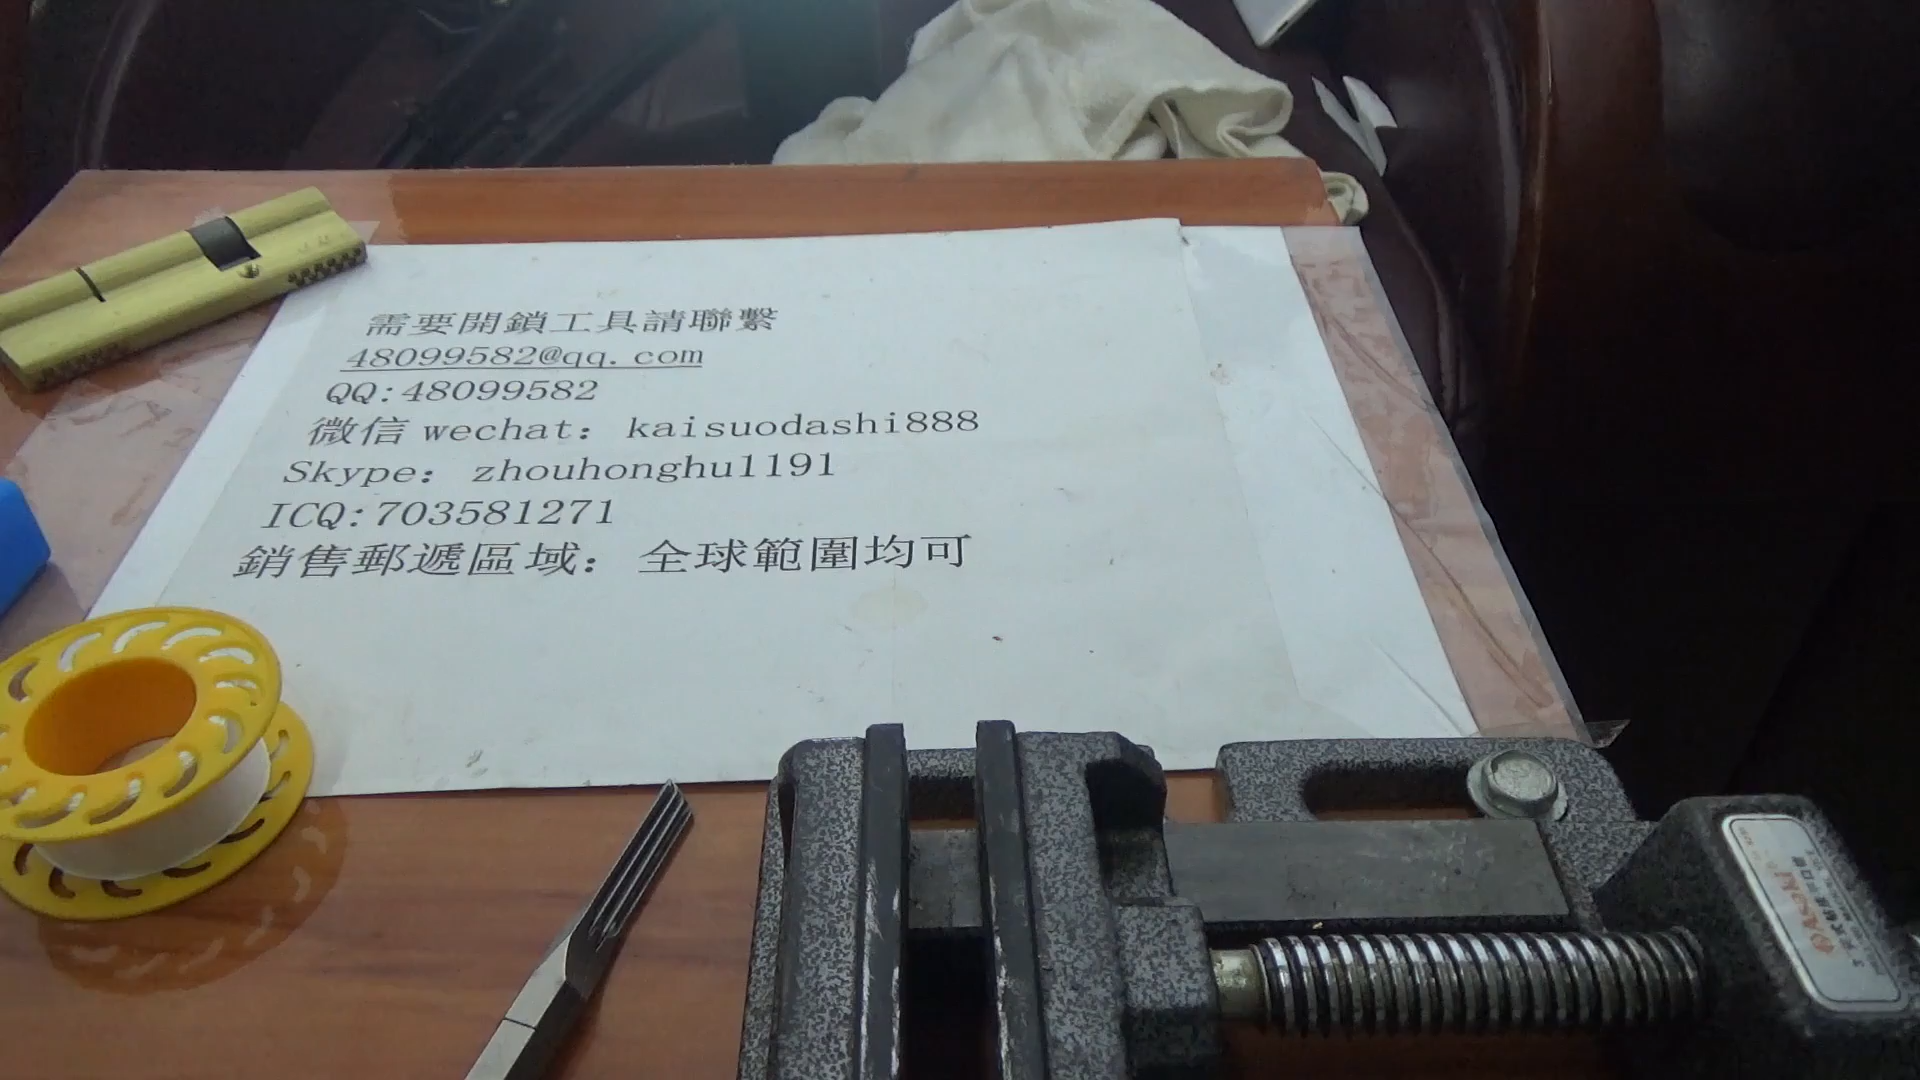 需要開鎖工具請聯繫
48099582@qq.com
QQ:48099582
微信 wechat: kaisuodashi888
Skype: zhouhonghu1191
ICQ:703581271
銷售郵遞區域：全球範圍均可